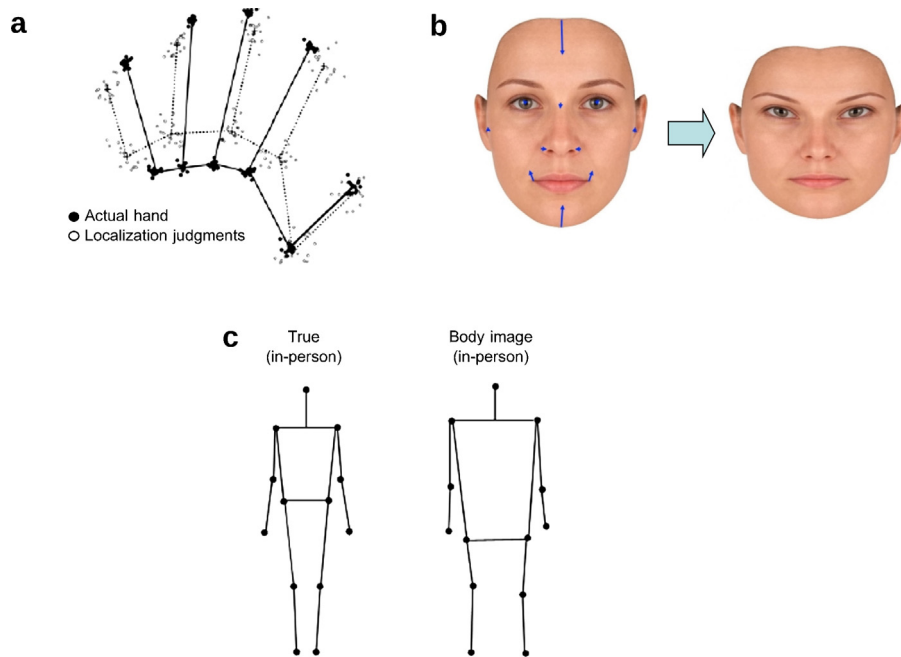 a
b
Actual hand
Localization judgments
c
True
(in-person)
Body image
(in-person)